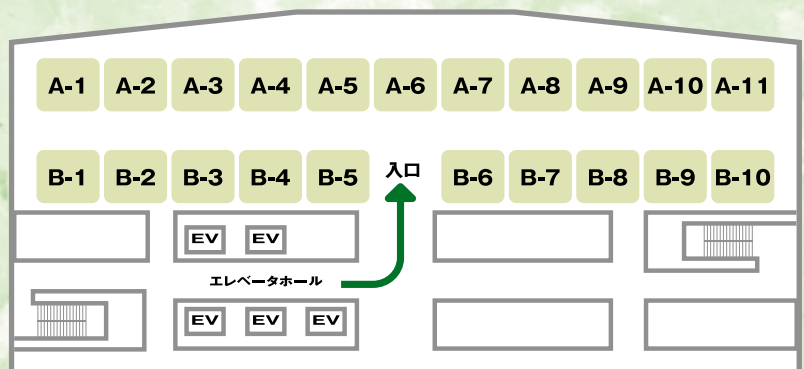 A-1 A-2 A-3 A-4 A-5 A-6 A-7 A-8 A-9 A-10 A-11
B-1 B-2 B-3 B-4 B-5 入口 B-6 B-7 B-8 B-9 B-10
EV EV
エレベータホール
EV EV EV